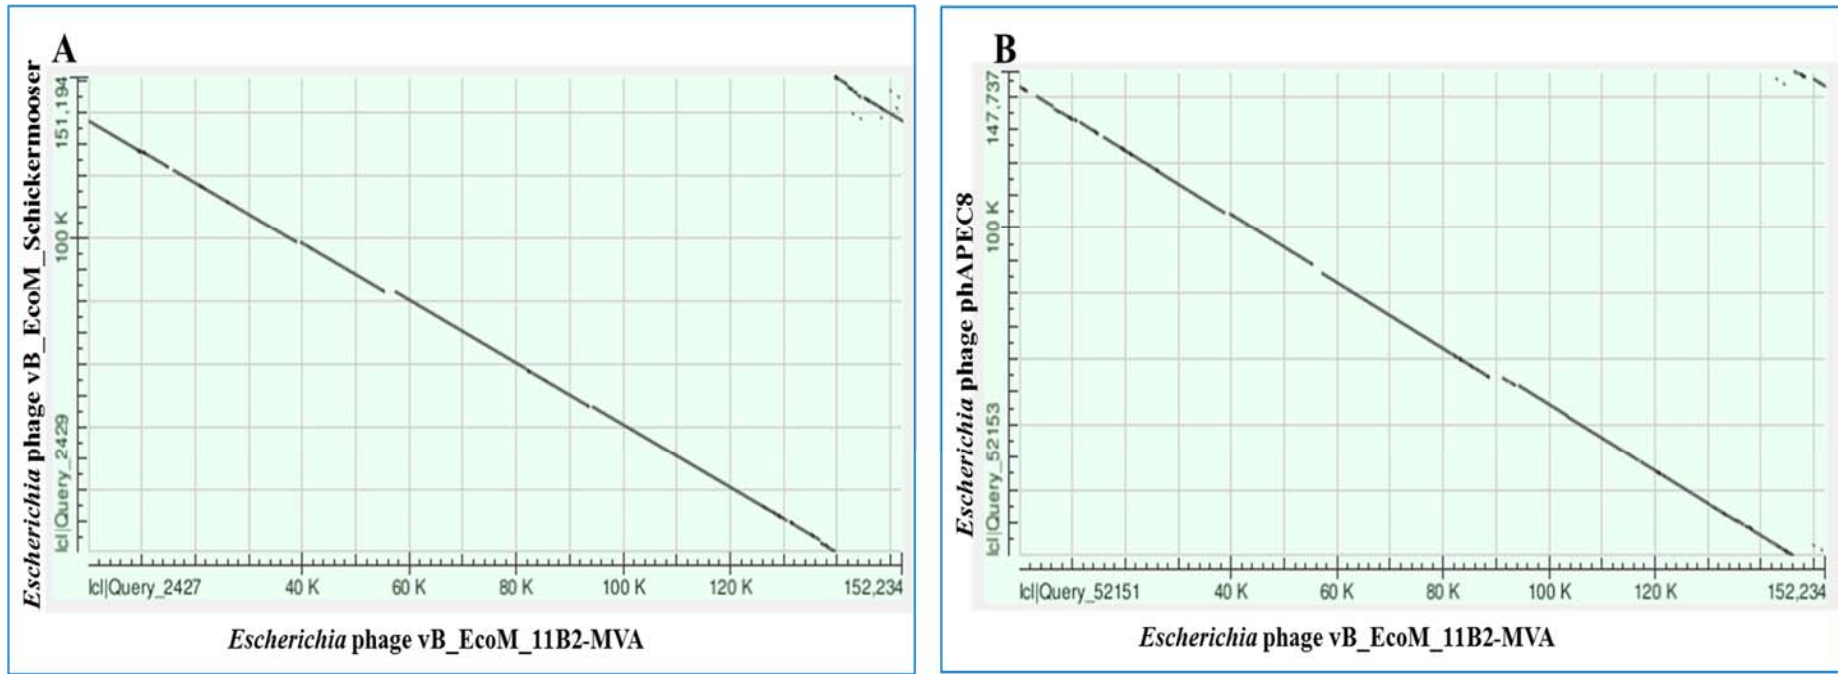 A
Escherichia phage vB_EcoM_Schickermooser
lcl|Query_2429
100 K
151,194
lcl|Query_2427
40 K
60 K
80 K
100 K
120 K
152,234
Escherichia phage vB_EcoM_11B2-MVA
B
Escherichia phage phAPEC8
lcl|Query_52153
100 K
147,737
lcl|Query_52151
40 K
60 K
80 K
100 K
120 K
152,234
Escherichia phage vB_EcoM_11B2-MVA